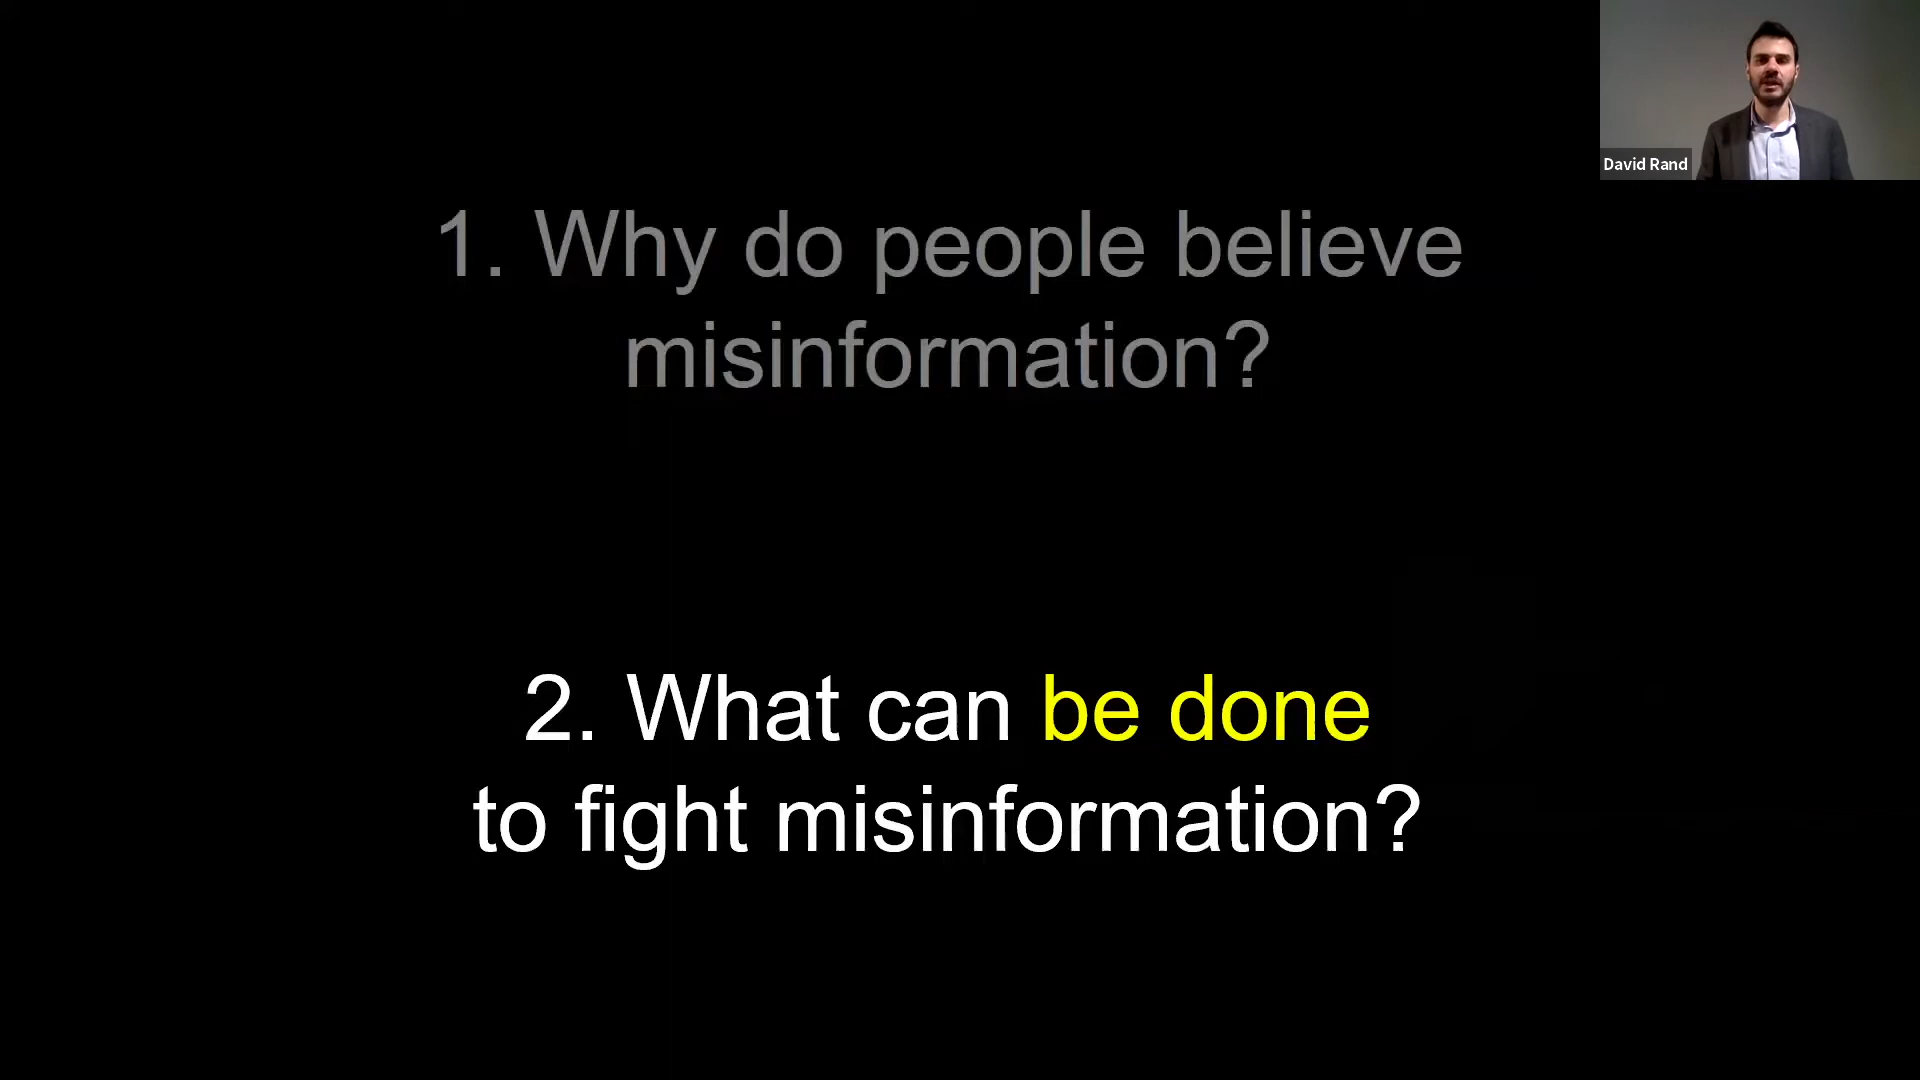 David Rand
1. Why do people believe
misinformation?
2. What can be done
to fight misinformation?